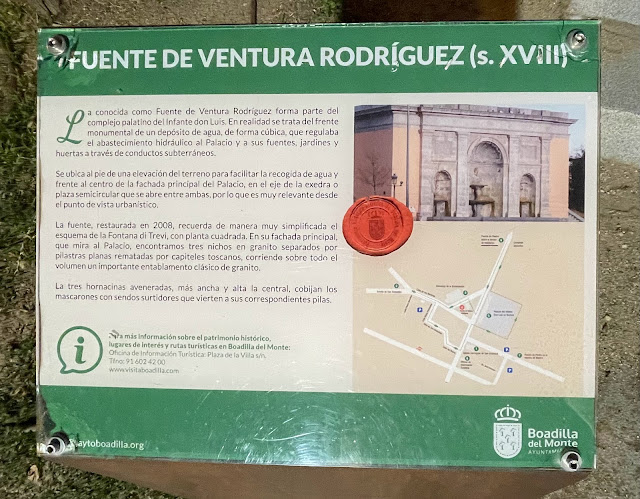 FUENTE DE VENTURA RODRÍGUEZ (s. XVIII)
La conocida como Fuente de Ventura Rodríguez forma parte del
complejo palatino del Infante don Luis. En realidad se trata del frente
monumental de un depósito de agua, de forma cúbica, que regulaba
el abastecimiento hidráulico al Palacio y a sus fuentes, jardines y
huertas a través de conductos subterráneos.
Se ubica al pie de una elevación del terreno para facilitar la recogida de agua y
frente al centro de la fachada principal del Palacio, en el eje de la exedra o
plaza semicircular que se abre entre ambas, por lo que es muy relevante desde
el punto de vista urbanístico.
La fuente, restaurada en 2008, recuerda de manera muy simplificada el
esquema de la Fontana di Trevi, con planta cuadrada. En su fachada principal,
que mira al Palacio, encontramos tres nichos en granito separados por
pilastras planas rematadas por capiteles toscanos, corriendo sobre todo el
volumen un importante entablamento clásico de granito.
La tres hornacinas aveneradas, más ancha y alta la central, cobijan los
mascarones con sendos surtidores que vierten a sus correspondientes pilas.
i
Para más información sobre el patrimonio histórico,
lugares de interés y rutas turísticas en Boadilla del Monte:
Oficina de Información Turística: Plaza de la Villa s/n.
Tfno: 91 602 42 00
www.visitaboadilla.com
aytoboadilla.org
Boadilla
del Monte